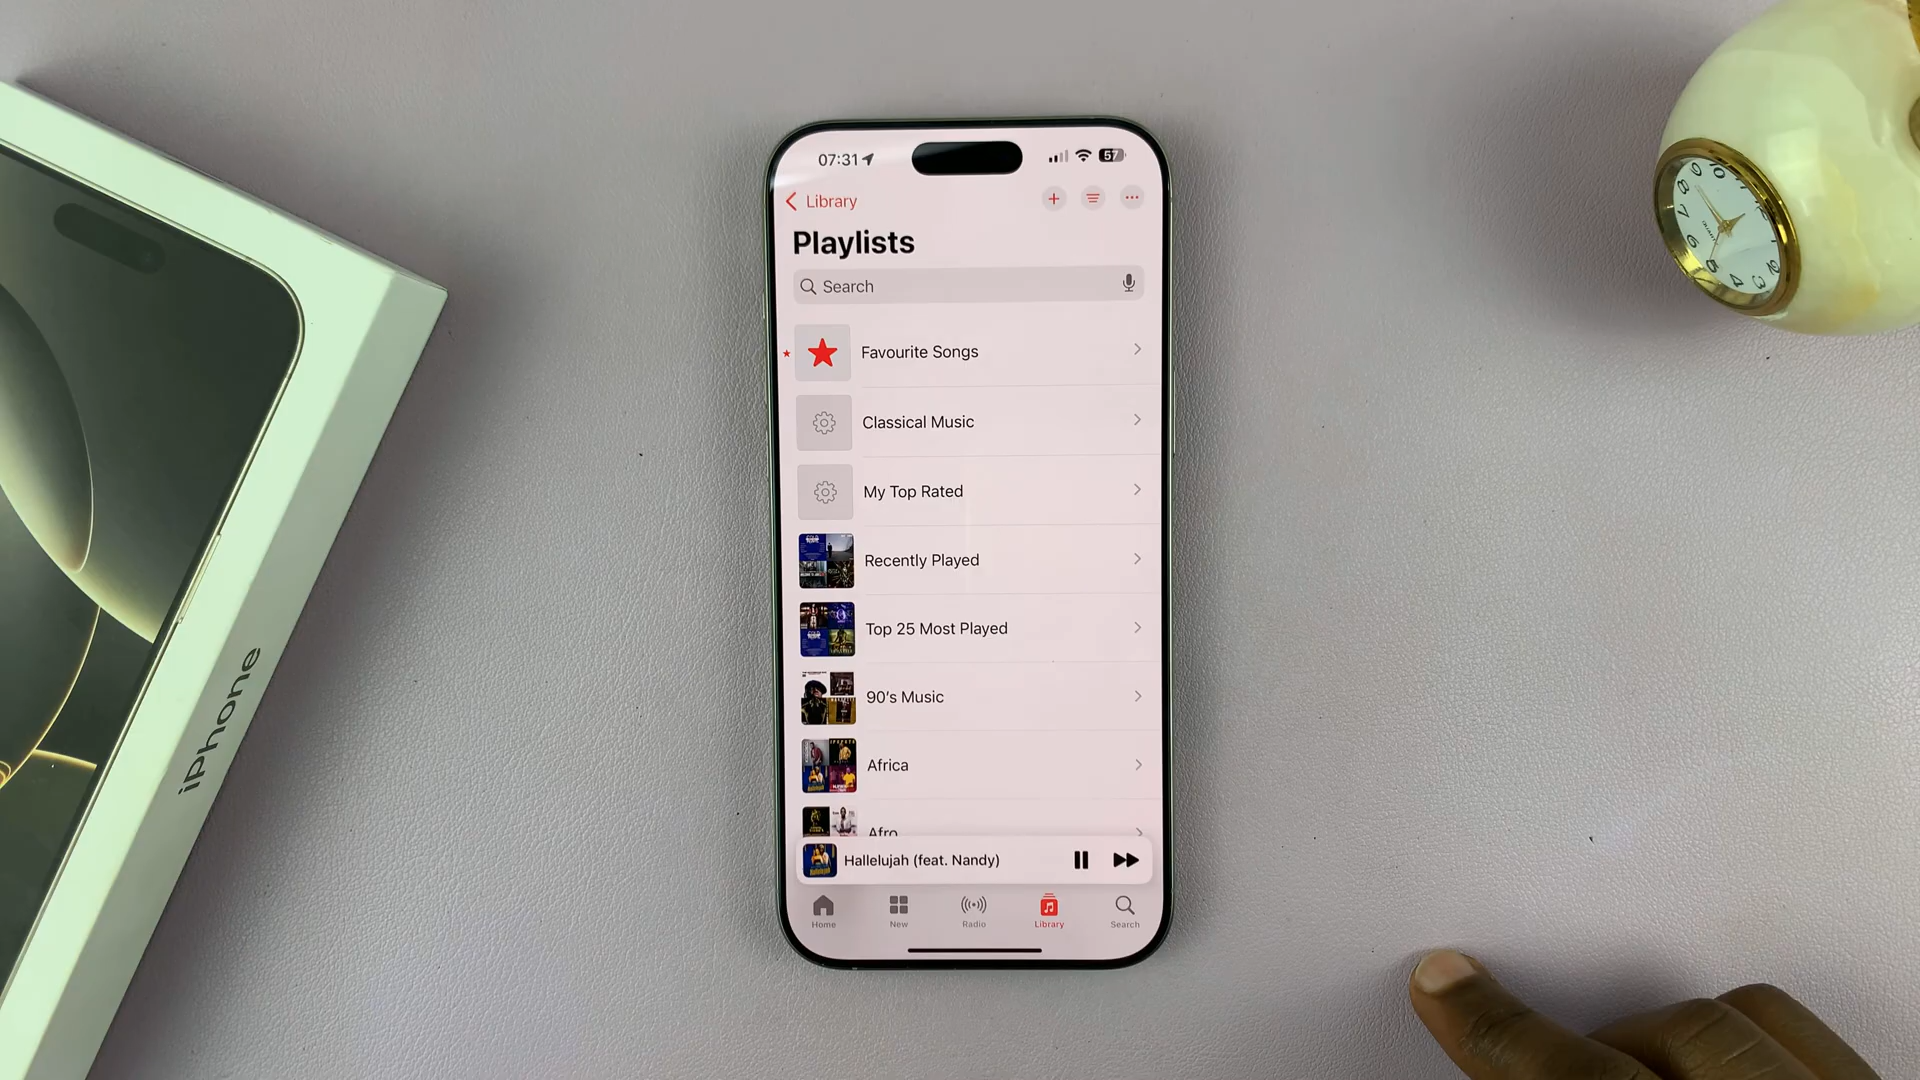 07:31
57
Library
Playlists
Search
Favourite Songs
Classical Music
My Top Rated
Recently Played
Top 25 Most Played
90's Music
Africa
Afro
Hallelujah (feat. Nandy)
Home
New
Radio
Library
Search
iPhone